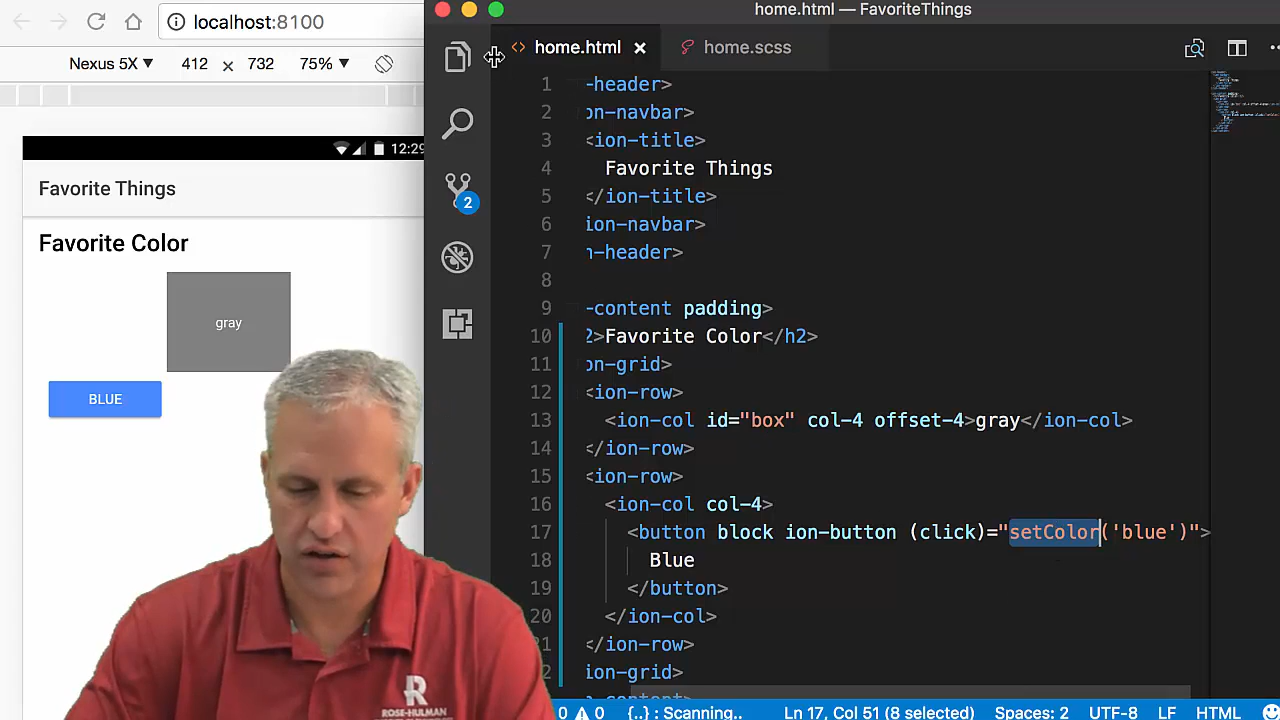 localhost:8100
home.html — FavoriteThings
Nexus 5X ▼ 412 × 732 75% ▼
home.html × home.scss
12:29
Favorite Things
Favorite Color
gray
BLUE
2
1 -header>
2 on-navbar>
3 <ion-title>
4 Favorite Things
5 </ion-title>
6 ion-navbar>
7 n-header>
8
9 -content padding>
10 2>Favorite Color</h2>
11 on-grid>
12 <ion-row>
13 <ion-col id="box" col-4 offset-4>gray</ion-col>
14 </ion-row>
15 <ion-row>
16 <ion-col col-4>
17 <button block ion-button (click)="setColor('blue')">
18 Blue
19 </button>
20 </ion-col>
1 </ion-row>
2 ion-grid>
R
ROSE-HULMAN
0 0 {..} : Scanning.. Ln 17, Col 51 (8 selected) Spaces: 2 UTF-8 LF HTML